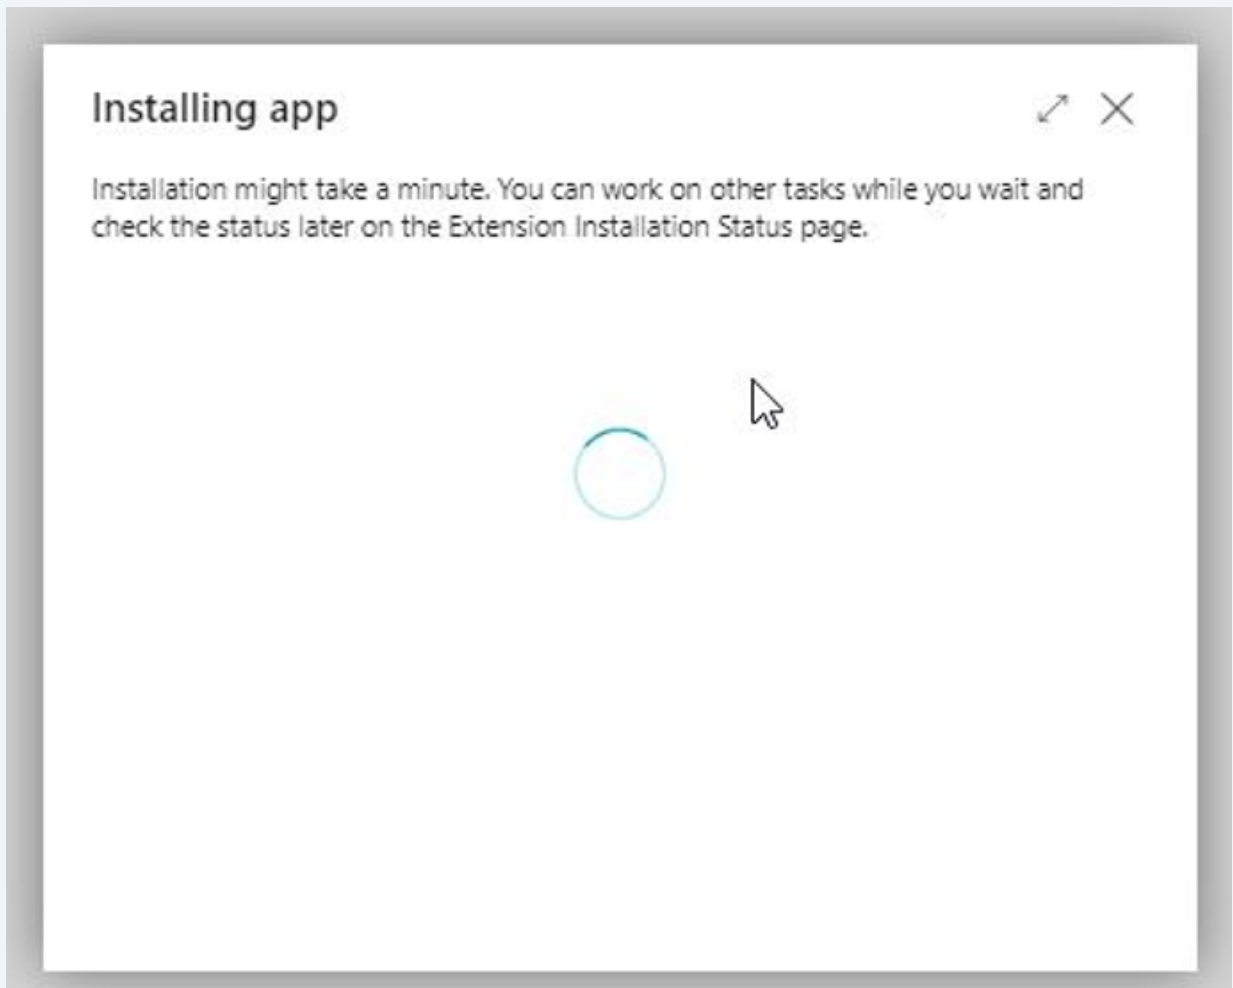 Installing app
Installation might take a minute. You can work on other tasks while you wait and
check the status later on the Extension Installation Status page.